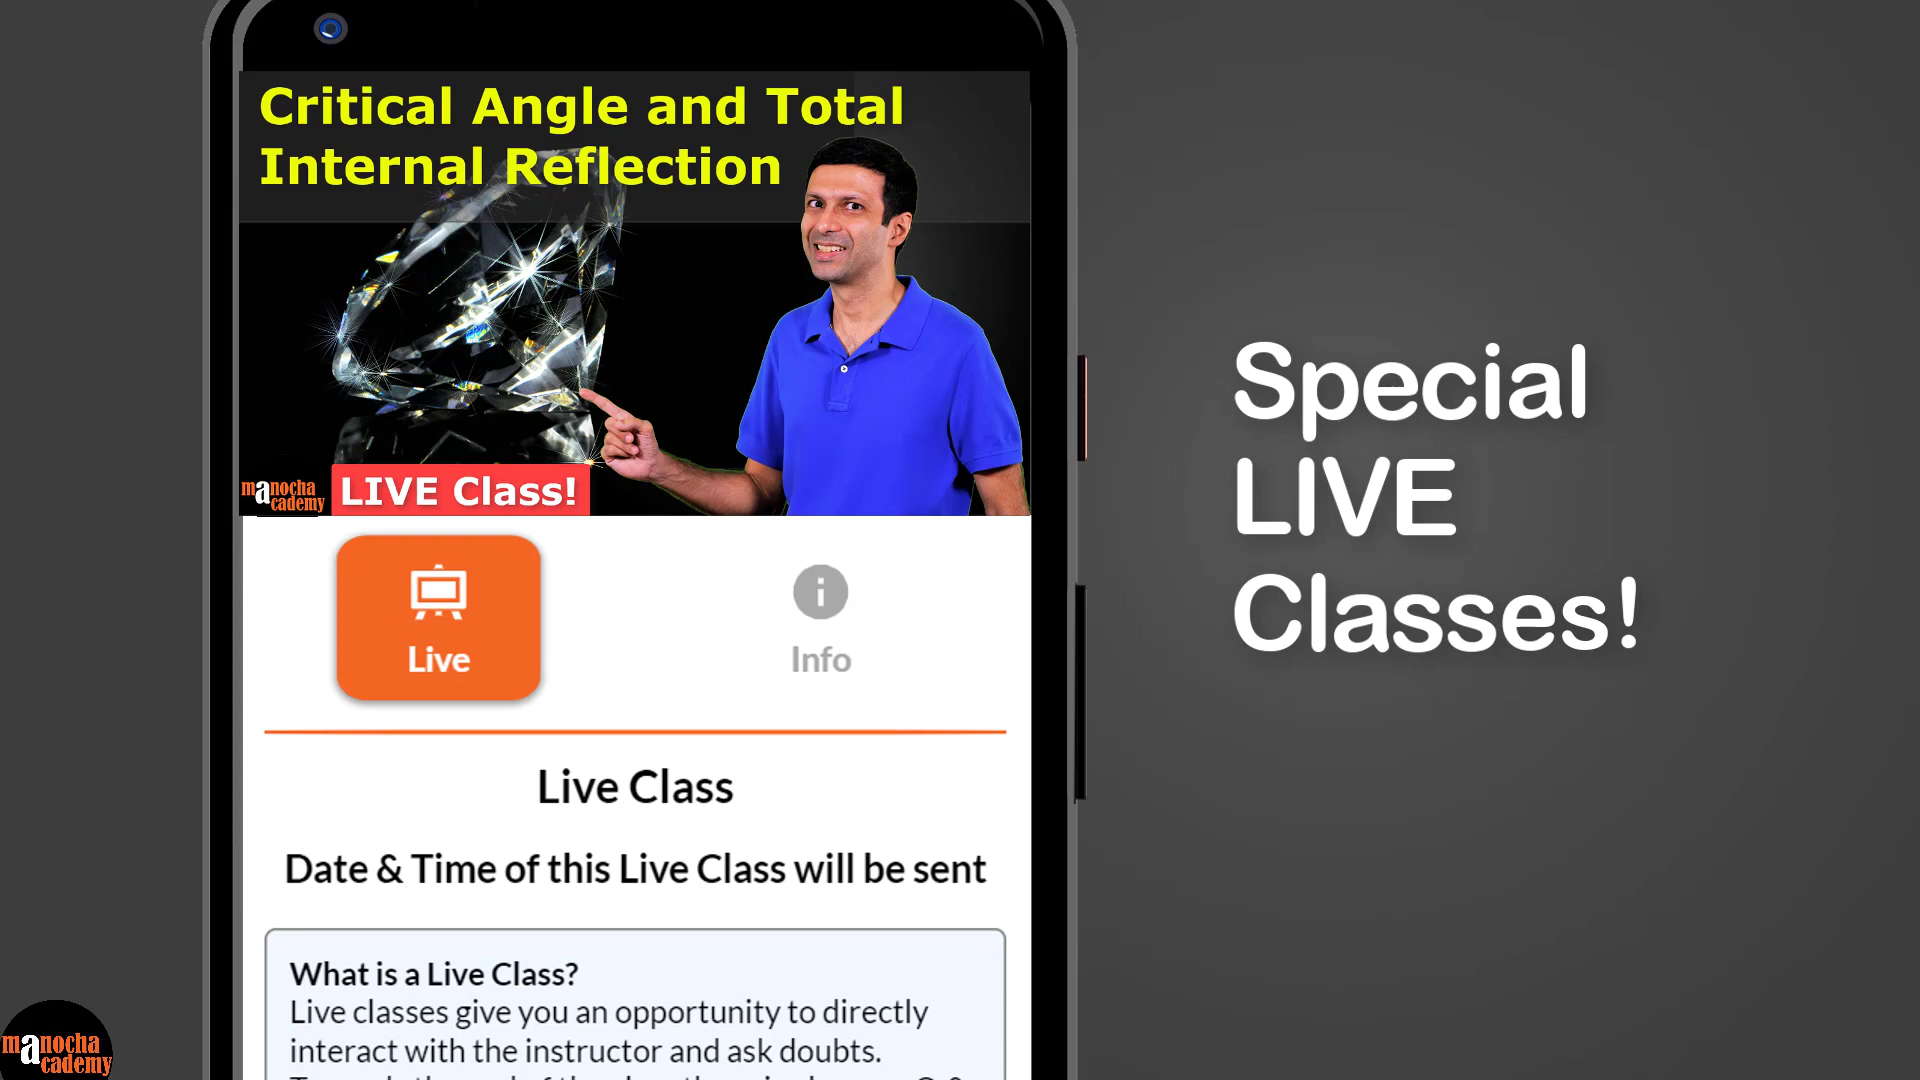 Critical Angle and Total
Internal Reflection
manocha
academy
LIVE Class!
Live
Info
Live Class
Date & Time of this Live Class will be sent
What is a Live Class?
Live classes give you an opportunity to directly
interact with the instructor and ask doubts.
Special
LIVE
Classes!
manocha
academy